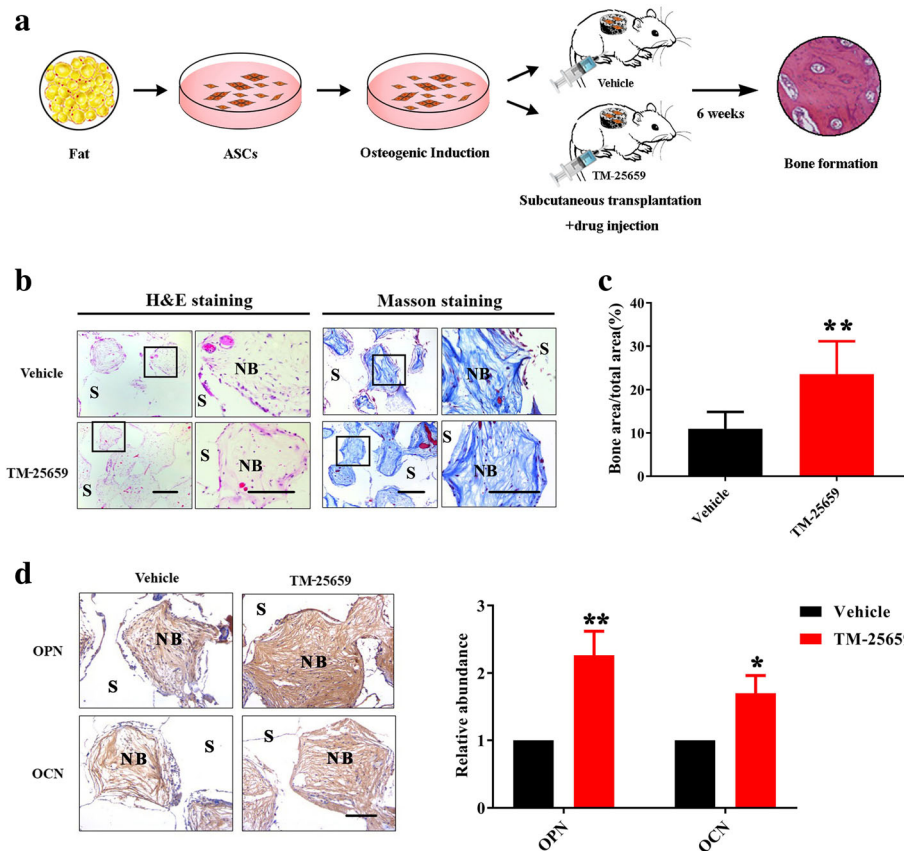 a
Vehicle
6 weeks
Fat
ASCs
Osteogenic Induction
TM-25659
Bone formation
Subcutaneous transplantation
+drug injection
b
H&E staining
Masson staining
Vehicle
S
NB
S
S
NB
S
TM-25659
S
S
NB
S
S
NB
c
Bone area/total area(%)
40
30
20
10
0
**
Vehicle
TM-25659
d
Vehicle
TM-25659
OPN
NB
S
S
NB
OCN
NB
S
S
NB
Relative abundance
3
2
1
0
**
*
OPN
OCN
Vehicle
TM-25659